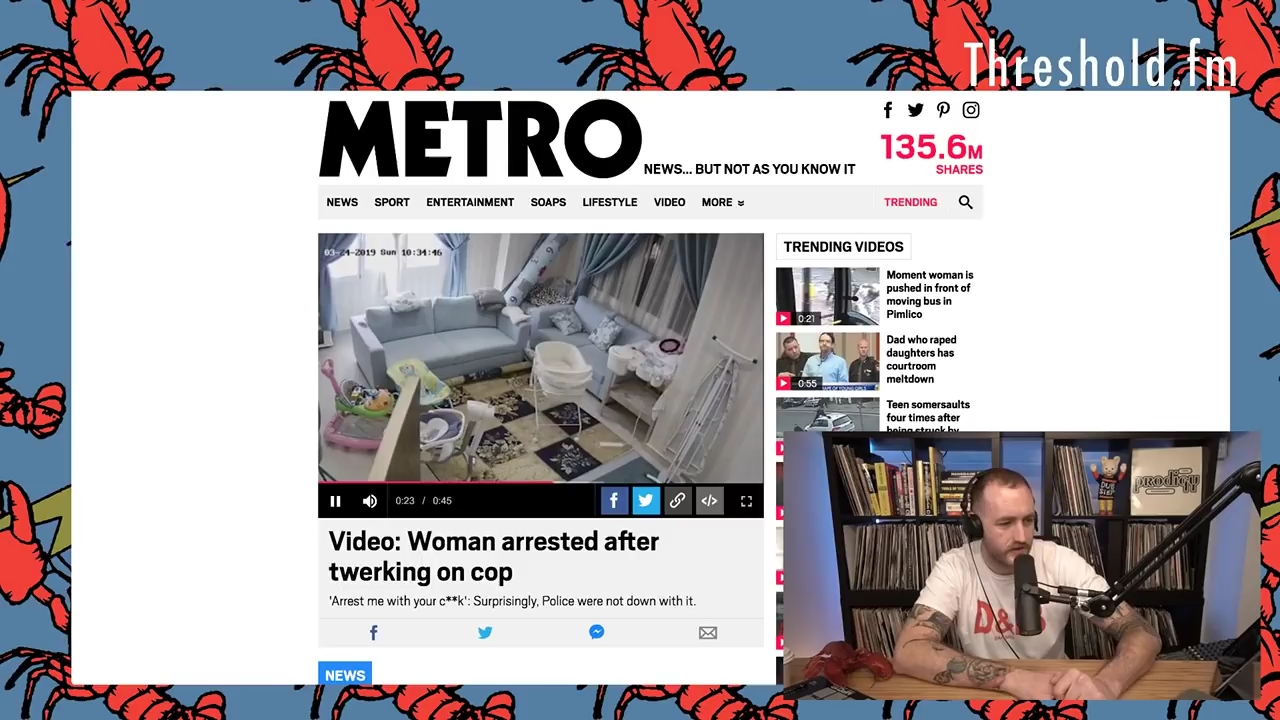 Threshold.fm
METRO
NEWS... BUT NOT AS YOU KNOW IT
135.6M
SHARES
NEWS SPORT ENTERTAINMENT SOAPS LIFESTYLE VIDEO MORE TRENDING
03-24-2019 Sun 10:34:46
0:23 / 0:45
Video: Woman arrested after
twerking on cop
'Arrest me with your c**k': Surprisingly, Police were not down with it.
NEWS
TRENDING VIDEOS
Moment woman is
pushed in front of
moving bus in
Pimlico
0:21
Dad who raped
daughters has
courtroom
meltdown
0:55
Teen somersaults
four times after
being struck by
prodigy